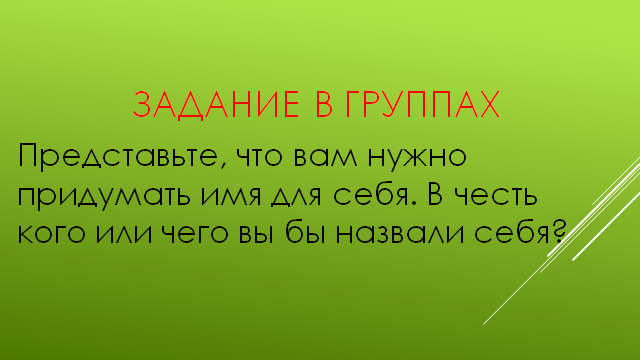 ЗАДАНИЕ В ГРУППАХ
Представьте, что вам нужно
придумать имя для себя. В честь
кого или чего вы бы назвали себя?